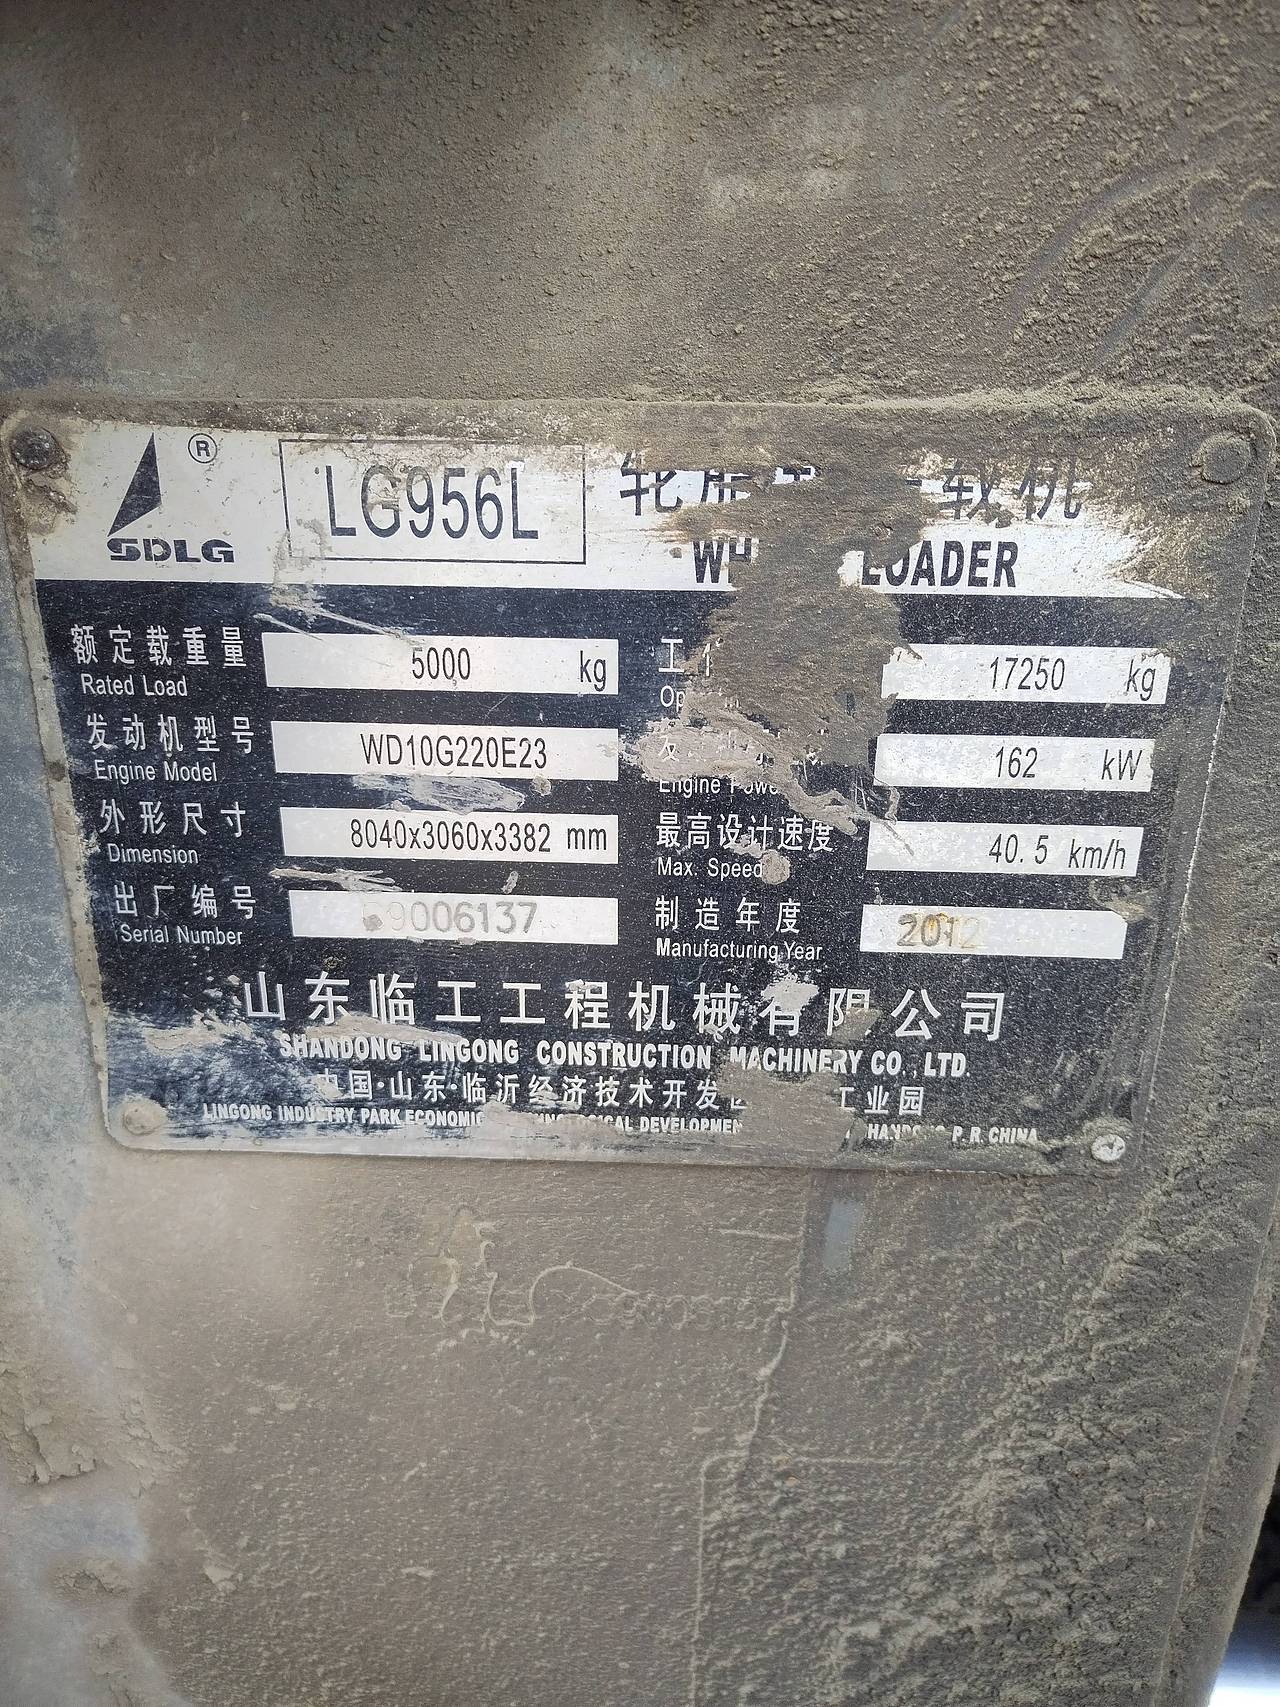 SDLG ®
LG956L
轮 载机
LOADER
额定载重量 5000 kg
Rated Load
17250 kg
发动机型号 WD10G220E23
Engine Model
162 kW
Engine
外形尺寸 8040x3060x3382 mm
Dimension
最高设计速度 40.5 km/h
Max. Speed
出厂编号 9006137
Serial Number
制造年度 2012
Manufacturing Year
山东临工工程机械有限公司
SHANDONG LINGONG CONSTRUCTION MACHINERY CO., LTD.
中国·山东·临沂经济技术开发 工业园
LINGONG INDUSTRY PARK ECONOMIC P.R.CHINA